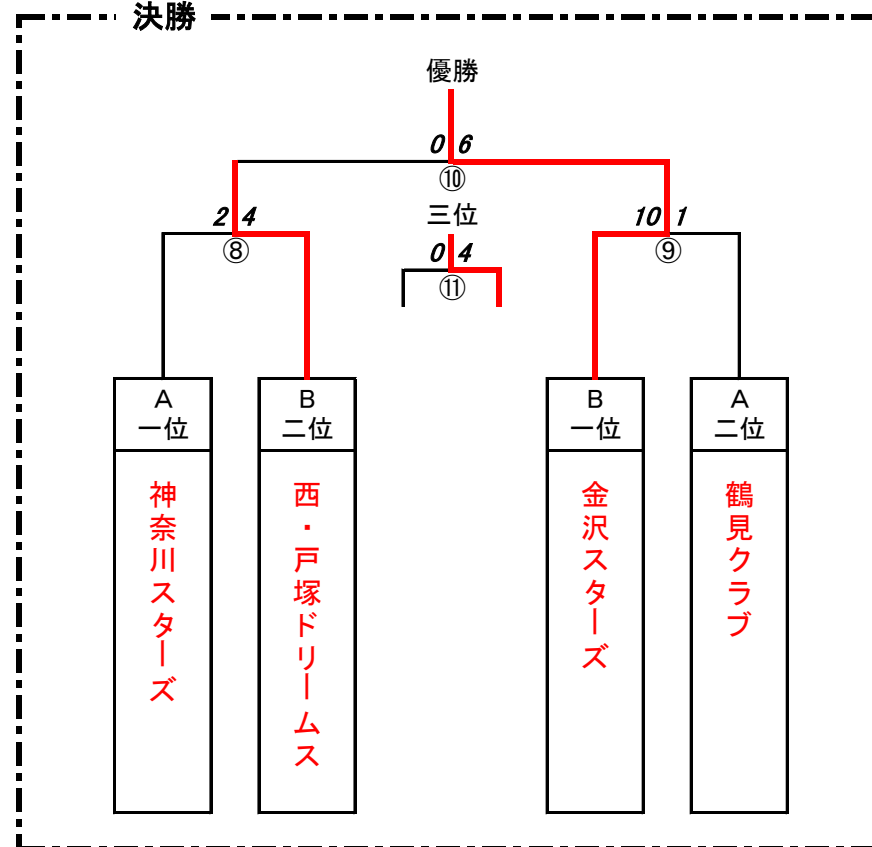 決勝
優勝
0 6
⑩
2 4
三位
10 1
⑧
0 4
⑨
⑪
A
一位
B
二位
B
一位
A
二位
神奈川スターズ
西・戸塚ドリームス
金沢スターズ
鶴見クラブ